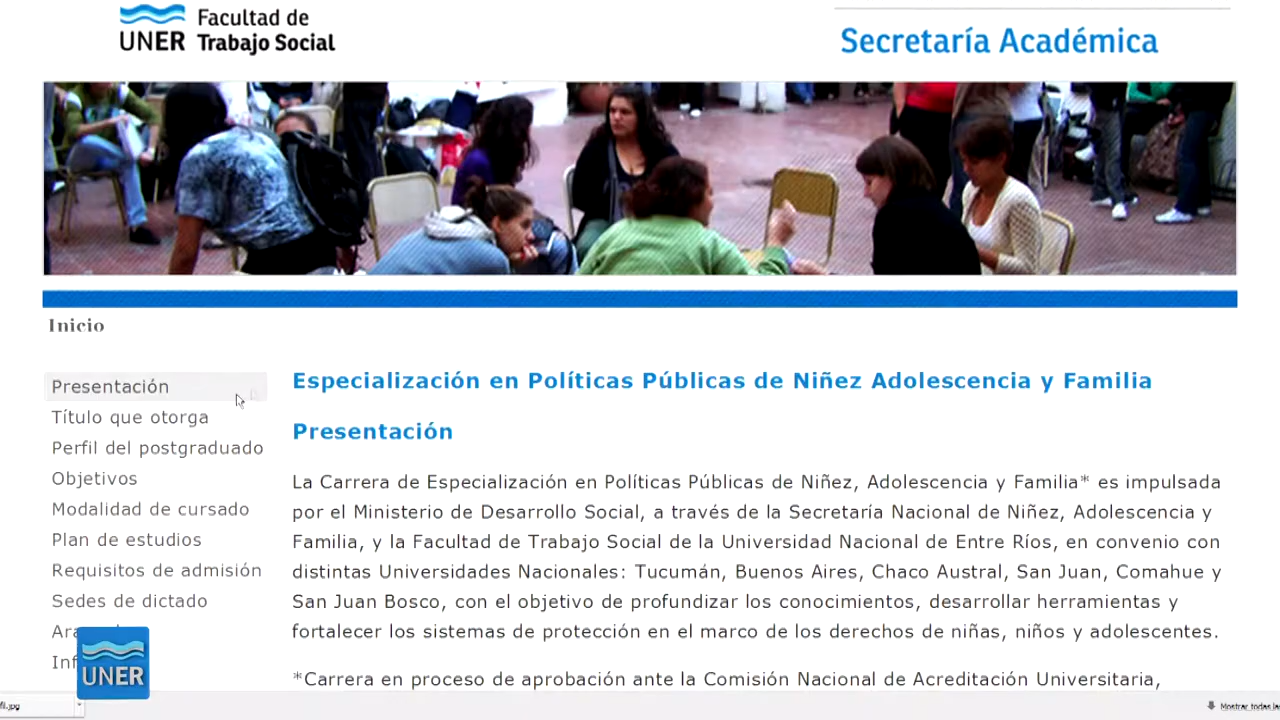 UNER
Facultad de
Trabajo Social
Secretaría Académica
Inicio
Presentación
Título que otorga
Perfil del postgraduado
Objetivos
Modalidad de cursado
Plan de estudios
Requisitos de admisión
Sedes de dictado
UNER
Especialización en Políticas Públicas de Niñez Adolescencia y Familia
Presentación
La Carrera de Especialización en Políticas Públicas de Niñez, Adolescencia y Familia* es impulsada
por el Ministerio de Desarrollo Social, a través de la Secretaría Nacional de Niñez, Adolescencia y
Familia, y la Facultad de Trabajo Social de la Universidad Nacional de Entre Ríos, en convenio con
distintas Universidades Nacionales: Tucumán, Buenos Aires, Chaco Austral, San Juan, Comahue y
San Juan Bosco, con el objetivo de profundizar los conocimientos, desarrollar herramientas y
fortalecer los sistemas de protección en el marco de los derechos de niñas, niños y adolescentes.
*Carrera en proceso de aprobación ante la Comisión Nacional de Acreditación Universitaria,
Mostrar todas